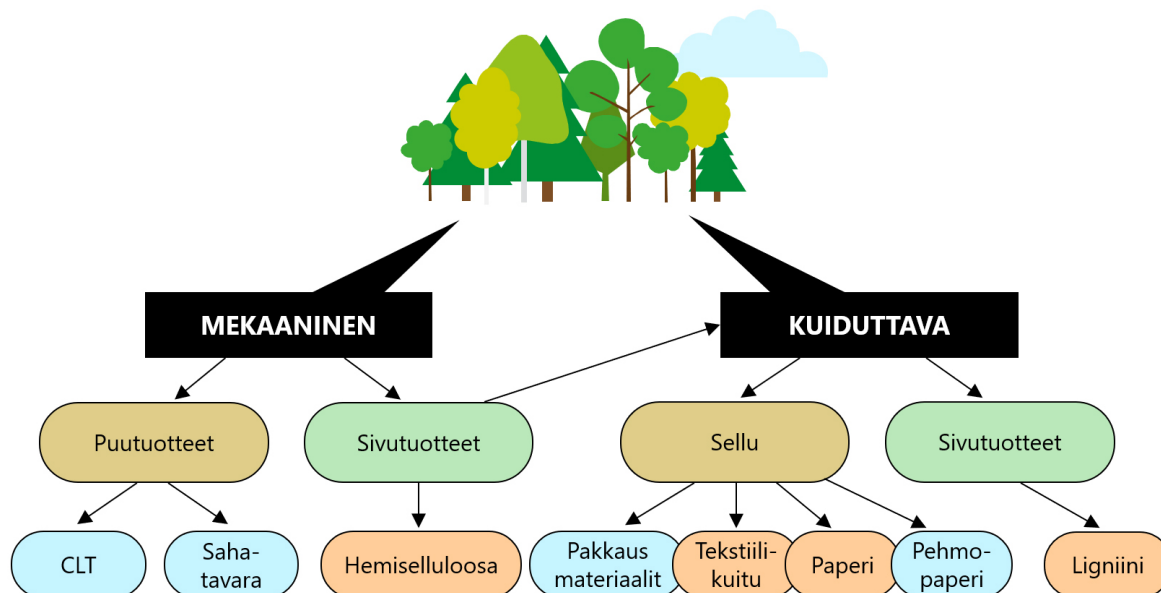 MEKAANINEN
KUIDUTTAVA
Puutuotteet
Sivutuotteet
Sellu
Sivutuotteet
CLT
Saha-
tavara
Hemiselluloosa
Pakkaus
materiaalit
Tekstiili-
kuitu
Paperi
Pehmo-
paperi
Ligniini